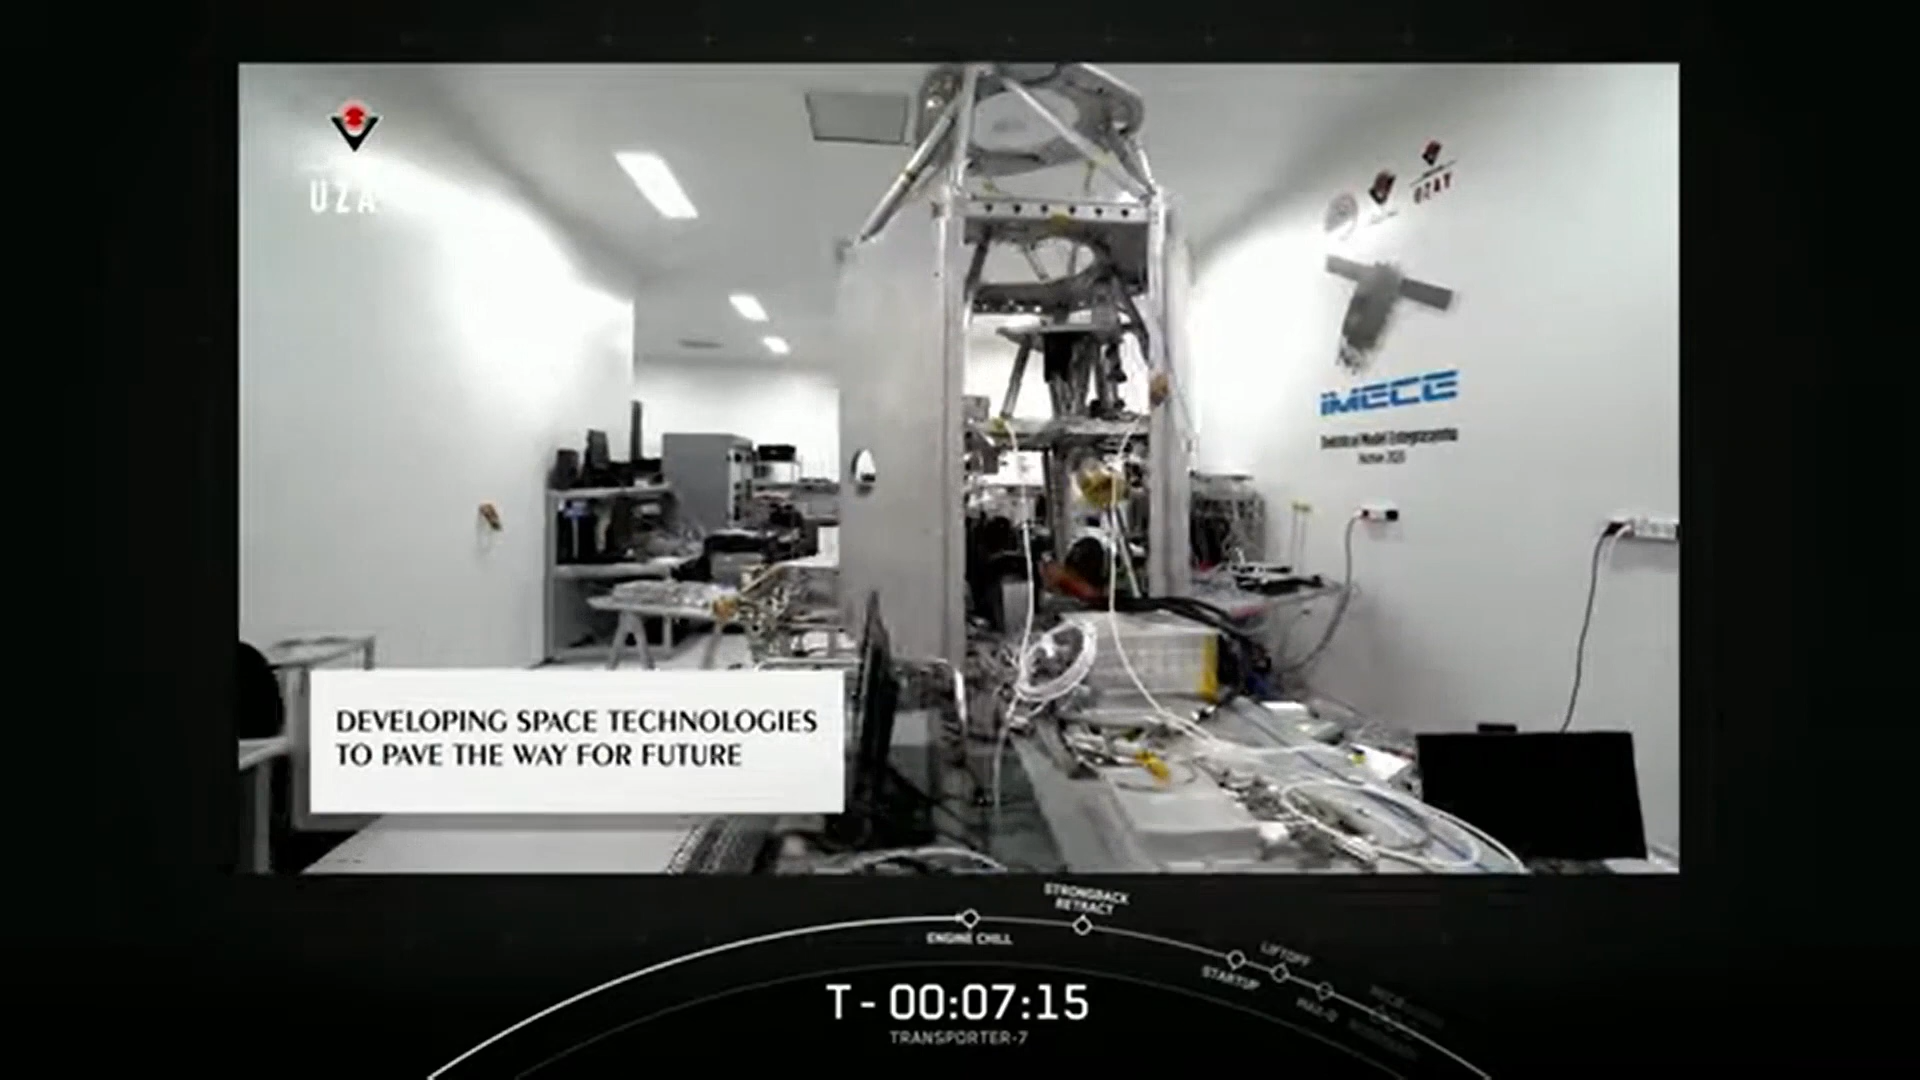 UZA
UZAY
iMECE
DEVELOPING SPACE TECHNOLOGIES
TO PAVE THE WAY FOR FUTURE
STRONGBACK
RETRACT
ENGINE CHILL
LIFTOFF
STARTUP
MAX-Q
T - 00:07:15
TRANSPORTER-7